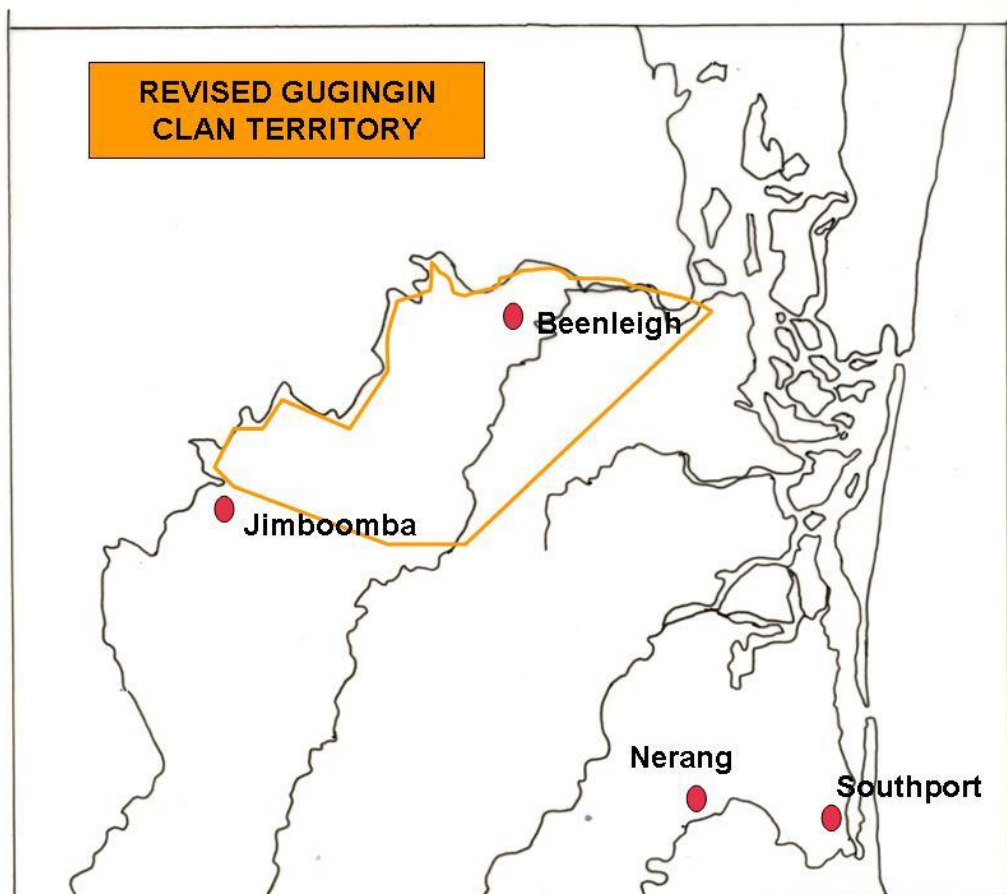 REVISED GUGINGIN
CLAN TERRITORY
Beenleigh
Jimboomba
Nerang
Southport